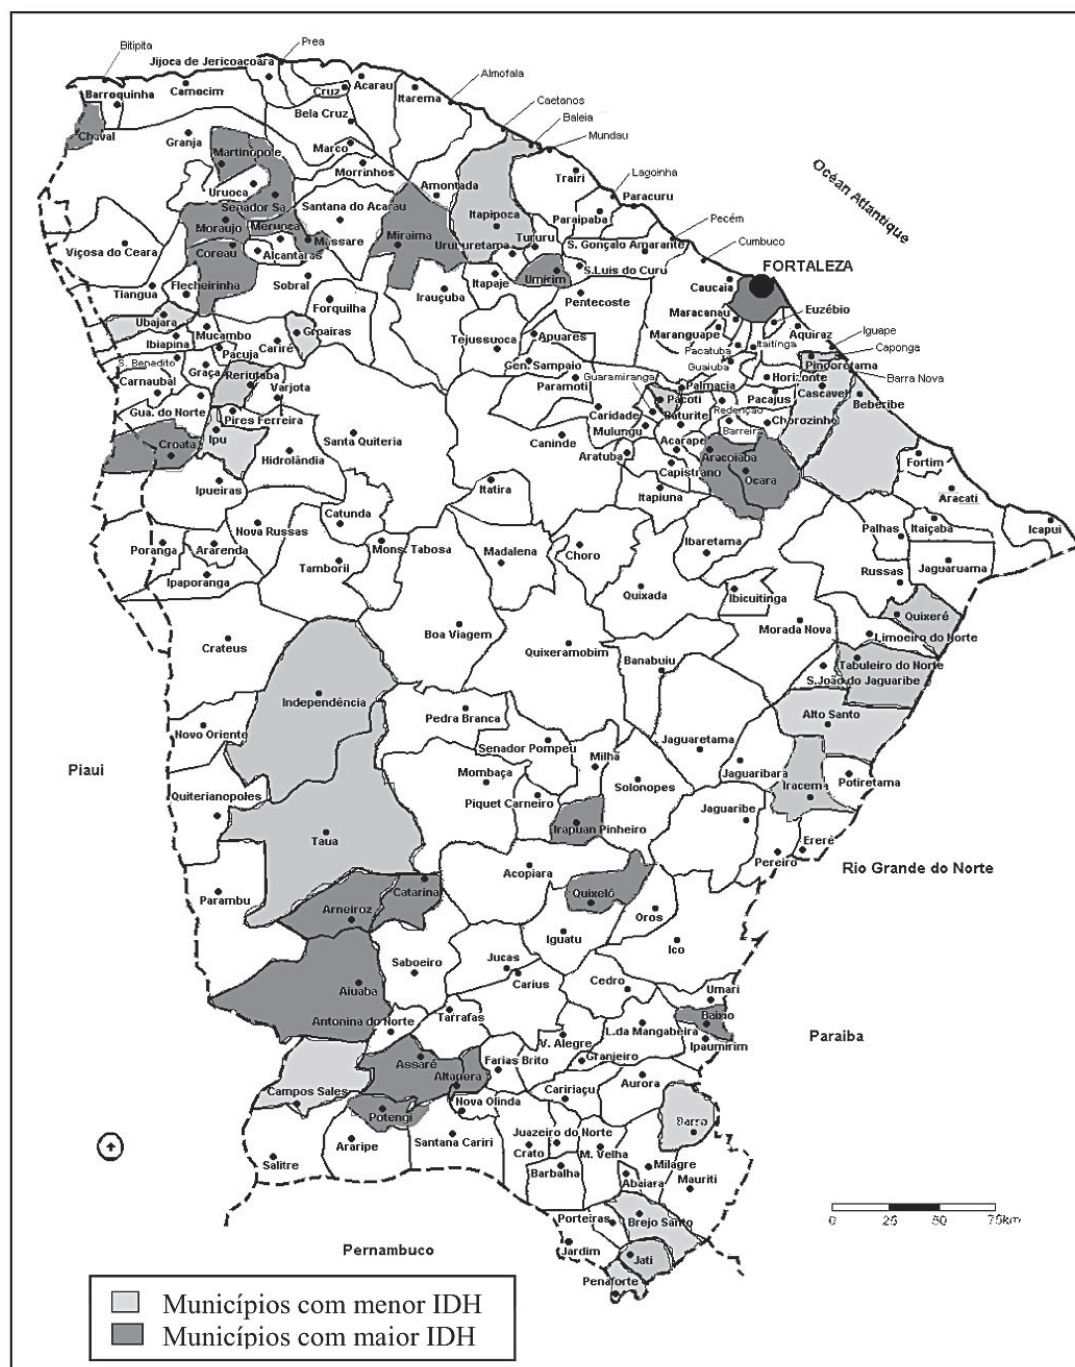 Bitipita
Prea
Jijoca de Jericoacoara
Almofala
Barroquinha
Camocim
Cruz
Acarau
Itarema
Caetanos
Baleia
Mundau
Bela Cruz
Chaval
Granja
Marco
Martinópole
Morrinhos
Trairi
Lagoinha
Océan Atlantique
Uruoca
Amontada
Paracuru
Senador Sa
Santana do Acarau
Itapipoca
Paraipaba
Pecém
Moraujo
Meruoca
Massare
Miraima
Uruburetama
Tururu
S. Gonçalo Amarante
Cumbuco
Viçosa do Ceara
Coreau
Alcantaras
S.Luis do Curu
FORTALEZA
Tiangua
Flecheirinha
Sobral
Itapaje
Umirim
Caucaia
Irauçuba
Pentecoste
Forquilha
Maracanau
Euzébio
Ubajara
Mucambo
Groairas
Apuares
Maranguape
Itaitinga
Aquiraz
Iguape
Ibiapina
Pacuja
Cariré
Tejussuoca
Pacatuba
Caponga
S. Benedito
Graça
Reriutaba
Gen. Sampaio
Guaiuba
Pindoretama
Carnaubal
Varjota
Paramoti
Guaramiranga
Palmacia
Horizonte
Barra Nova
Cascavel
Gua. do Norte
Pires Ferreira
Caridade
Pacoti
Redenção
Pacajus
Beberibe
Ipu
Santa Quiteria
Mulungu
Baturite
Barreira
Chorozinho
Croata
Hidrolândia
Caninde
Acarape
Aratuba
Aracoiaba
Fortim
Ipueiras
Capistrano
Ocara
Itatira
Itapiuna
Aracati
Catunda
Nova Russas
Palhas
Itaiçaba
Icapui
Poranga
Ararenda
Mons. Tabosa
Madalena
Choro
Ibaretama
Tamboril
Ipaporanga
Russas
Jaguaruama
Quixada
Ibicuitinga
Quixeré
Crateus
Boa Viagem
Quixeramobim
Morada Nova
Limoeiro do Norte
Banabuiu
Tabuleiro do Norte
S.João do Jaguaribe
Independência
Pedra Branca
Alto Santo
Novo Oriente
Senador Pompeu
Jaguaretama
Piaui
Mombaça
Milhã
Jaguaribara
Potiretama
Quiterianopoles
Piquet Carneiro
Solonopes
Iracem
Jaguaribe
Taua
Irapuan Pinheiro
Ereré
Pereiro
Rio Grande do Norte
Acopiara
Parambu
Catarina
Quixelô
Arneiroz
Oros
Iguatu
Ico
Saboeiro
Jucas
Aiuaba
Carius
Cedro
Umari
Antonina do Norte
Tarrafas
Baixio
L.da Mangabeira
Paraiba
V. Alegre
Ipaumirim
Assaré
Farias Brito
Granjeiro
Altanera
Aurora
Campos Sales
Caririaçu
Potengi
Nova Olinda
Barro
Juazeiro do Norte
Araripe
Santana Cariri
Crato
M. Velha
Salitre
Milagre
Barbalha
Abaiara
Mauriti
Porteiras
Brejo Santo
0 25 50 75km
Pernambuco
Jardim
Jati
Penaforte
Municípios com menor IDH
Municípios com maior IDH